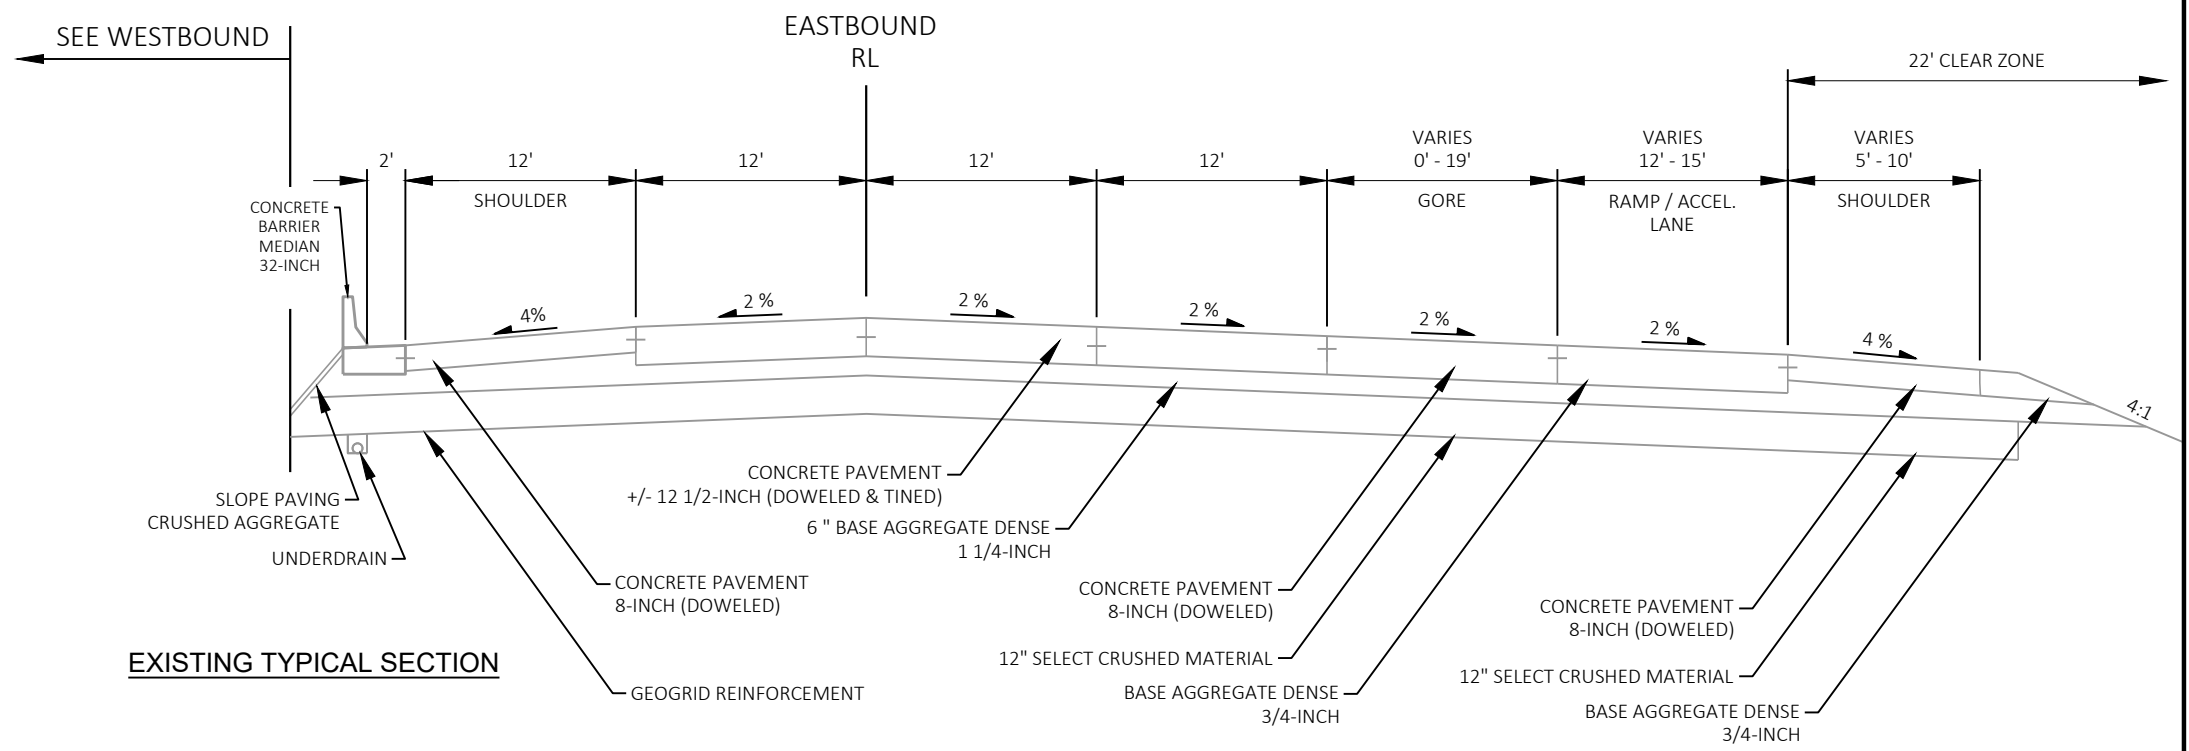 SEE WESTBOUND
EASTBOUND
RL
22' CLEAR ZONE
2'
12'
SHOULDER
12'
12'
12'
VARIES
0' - 19'
GORE
VARIES
12' - 15'
RAMP / ACCEL.
LANE
VARIES
5' - 10'
SHOULDER
CONCRETE
BARRIER
MEDIAN
32-INCH
4%
2 %
2 %
2 %
2 %
2 %
4 %
4:1
SLOPE PAVING
CRUSHED AGGREGATE
UNDERDRAIN
CONCRETE PAVEMENT
+/- 12 1/2-INCH (DOWELED & TINED)
6 " BASE AGGREGATE DENSE
1 1/4-INCH
CONCRETE PAVEMENT
8-INCH (DOWELED)
GEOGRID REINFORCEMENT
CONCRETE PAVEMENT
8-INCH (DOWELED)
12" SELECT CRUSHED MATERIAL
BASE AGGREGATE DENSE
3/4-INCH
CONCRETE PAVEMENT
8-INCH (DOWELED)
12" SELECT CRUSHED MATERIAL
BASE AGGREGATE DENSE
3/4-INCH
EXISTING TYPICAL SECTION